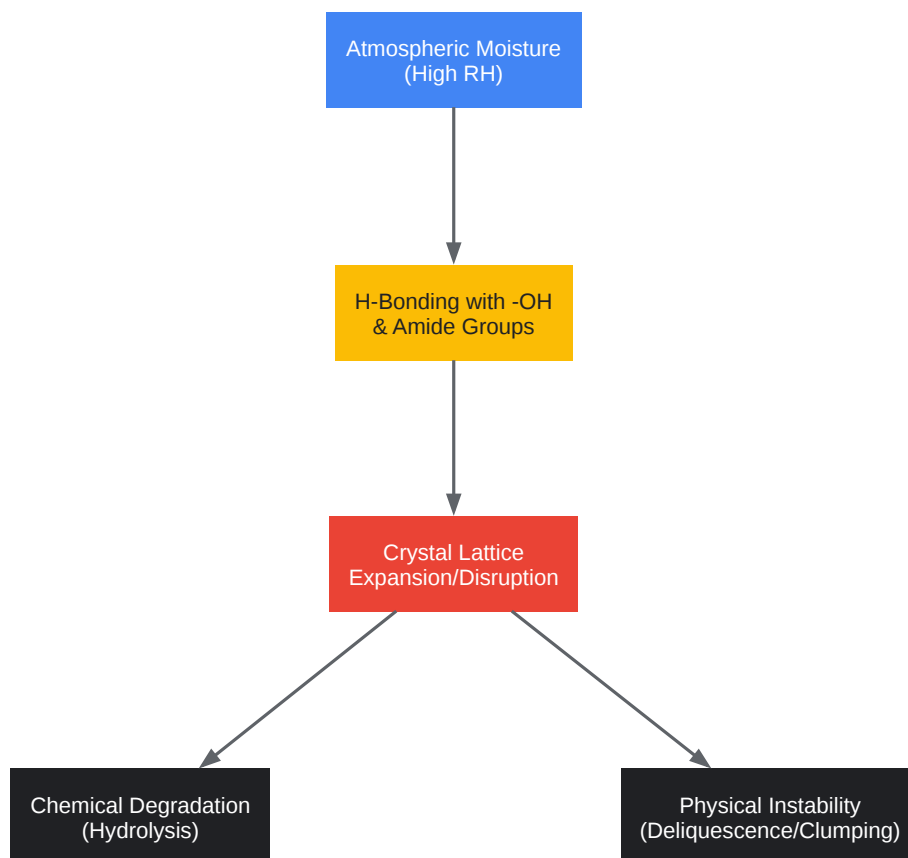 Atmospheric Moisture
(High RH)
H-Bonding with -OH
& Amide Groups
Crystal Lattice
Expansion/Disruption
Chemical Degradation
(Hydrolysis)
Physical Instability
(Deliquescence/Clumping)